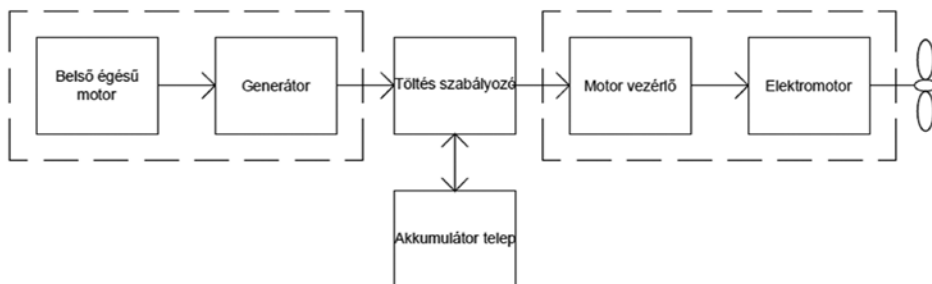 Belső égésű
motor
Generátor
Töltés szabályozó
Motor vezérlő
Elektromotor
Akkumulátor telep